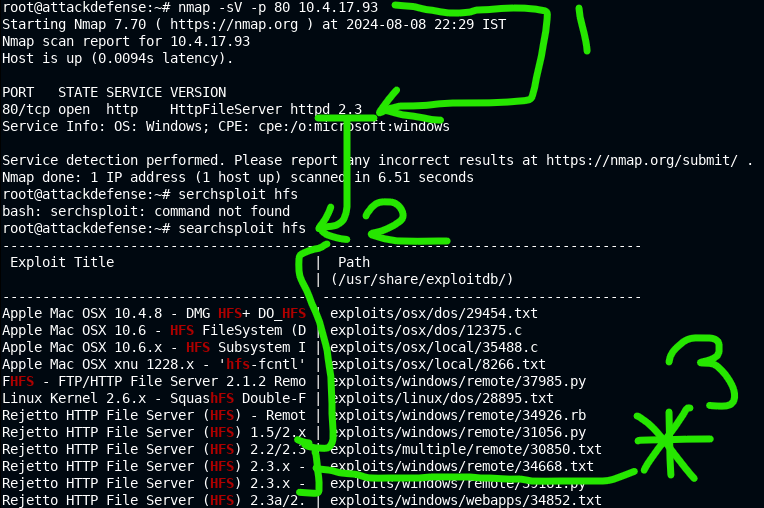 root@attackdefense:~# nmap -sV -p 80 10.4.17.93
Starting Nmap 7.70 ( https://nmap.org ) at 2024-08-08 22:29 IST
Nmap scan report for 10.4.17.93
Host is up (0.0094s latency).
1
PORT   STATE SERVICE VERSION
80/tcp open  http    HttpFileServer httpd 2.3
Service Info: OS: Windows; CPE: cpe:/o:microsoft:windows
Service detection performed. Please report any incorrect results at https://nmap.org/submit/ .
Nmap done: 1 IP address (1 host up) scanned in 6.51 seconds
root@attackdefense:~# serchsploit hfs
bash: serchsploit: command not found
root@attackdefense:~# searchsploit hfs
2
--------------------------------------- ----------------------------------------
 Exploit Title                         |  Path
                                       | (/usr/share/exploitdb/)
--------------------------------------- ----------------------------------------
Apple Mac OSX 10.4.8 - DMG HFS+ DO_HFS | exploits/osx/dos/29454.txt
Apple Mac OSX 10.6 - HFS FileSystem (D | exploits/osx/dos/12375.c
Apple Mac OSX 10.6.x - HFS Subsystem I | exploits/osx/local/35488.c
Apple Mac OSX xnu 1228.x - 'hfs-fcntl' | exploits/osx/local/8266.txt
FHFS - FTP/HTTP File Server 2.1.2 Remo | exploits/windows/remote/37985.py
Linux Kernel 2.6.x - SquashFS Double-F | exploits/linux/dos/28895.txt
Rejetto HTTP File Server (HFS) - Remot | exploits/windows/remote/34926.rb
Rejetto HTTP File Server (HFS) 1.5/2.x | exploits/windows/remote/31056.py
Rejetto HTTP File Server (HFS) 2.2/2.3 | exploits/multiple/remote/30850.txt
Rejetto HTTP File Server (HFS) 2.3.x - | exploits/windows/remote/34668.txt
Rejetto HTTP File Server (HFS) 2.3.x - | exploits/windows/remote/39161.py
Rejetto HTTP File Server (HFS) 2.3a/2. | exploits/windows/webapps/34852.txt
3
*